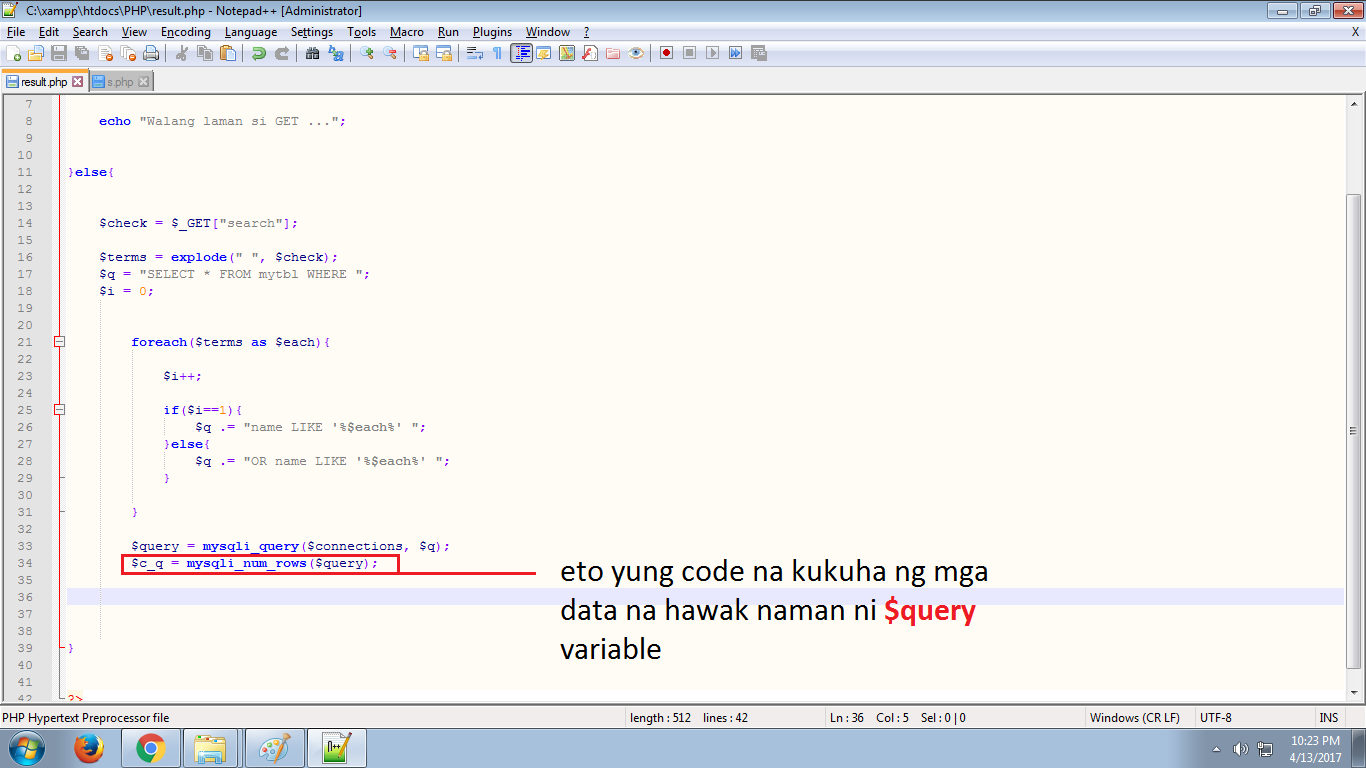 C:\xampp\htdocs\PHP\result.php - Notepad++ [Administrator]
File Edit Search View Encoding Language Settings Tools Macro Run Plugins Window ? X
result.php s.php
7
8 echo "Walang laman si GET ...";
9
10
11 }else{
12
13
14 $check = $_GET["search"];
15
16 $terms = explode(" ", $check);
17 $q = "SELECT * FROM mytbl WHERE ";
18 $i = 0;
19
20
21 foreach($terms as $each){
22
23 $i++;
24
25 if($i==1){
26 $q .= "name LIKE '%$each%' ";
27 }else{
28 $q .= "OR name LIKE '%$each%' ";
29 }
30
31 }
32
33 $query = mysqli_query($connections, $q);
34 $c_q = mysqli_num_rows($query);
35
36
37
38
39 }
40
41
42 ?>
eto yung code na kukuha ng mga
data na hawak naman ni $query
variable
PHP Hypertext Preprocessor file length : 512 lines : 42 Ln : 36 Col : 5 Sel : 0 | 0 Windows (CR LF) UTF-8 INS
10:23 PM
4/13/2017